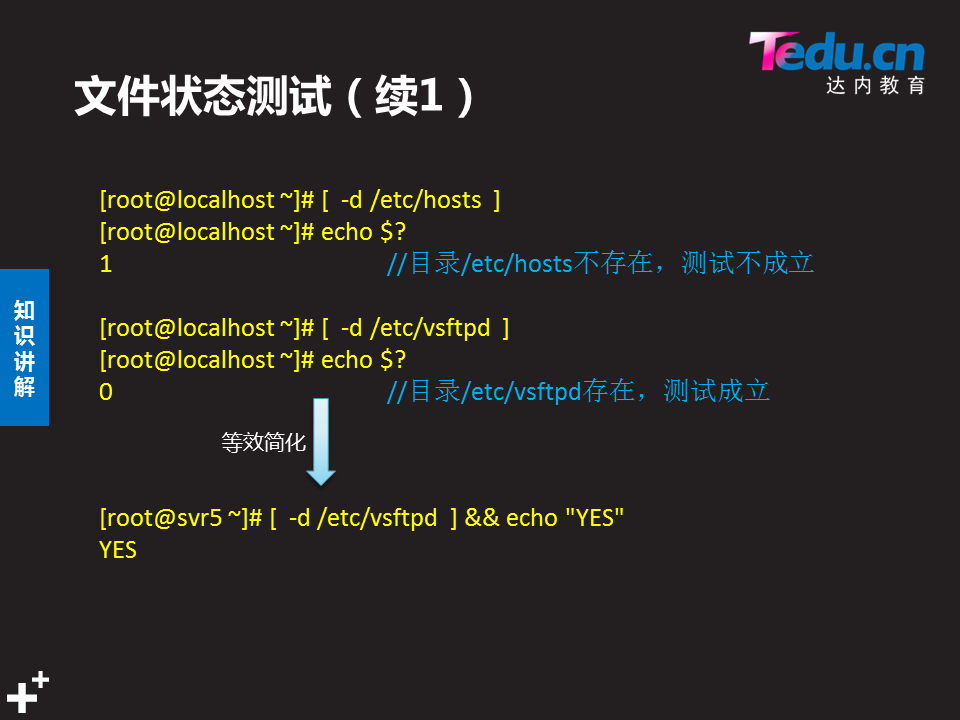 Tedu.cn
达内教育
文件状态测试（续1）
[root@localhost ~]# [  -d /etc/hosts  ]
[root@localhost ~]# echo $?
1 //目录/etc/hosts不存在，测试不成立
[root@localhost ~]# [  -d /etc/vsftpd  ]
[root@localhost ~]# echo $?
0 //目录/etc/vsftpd存在，测试成立
知识讲解
等效简化
[root@svr5 ~]# [  -d /etc/vsftpd  ] && echo "YES"
YES